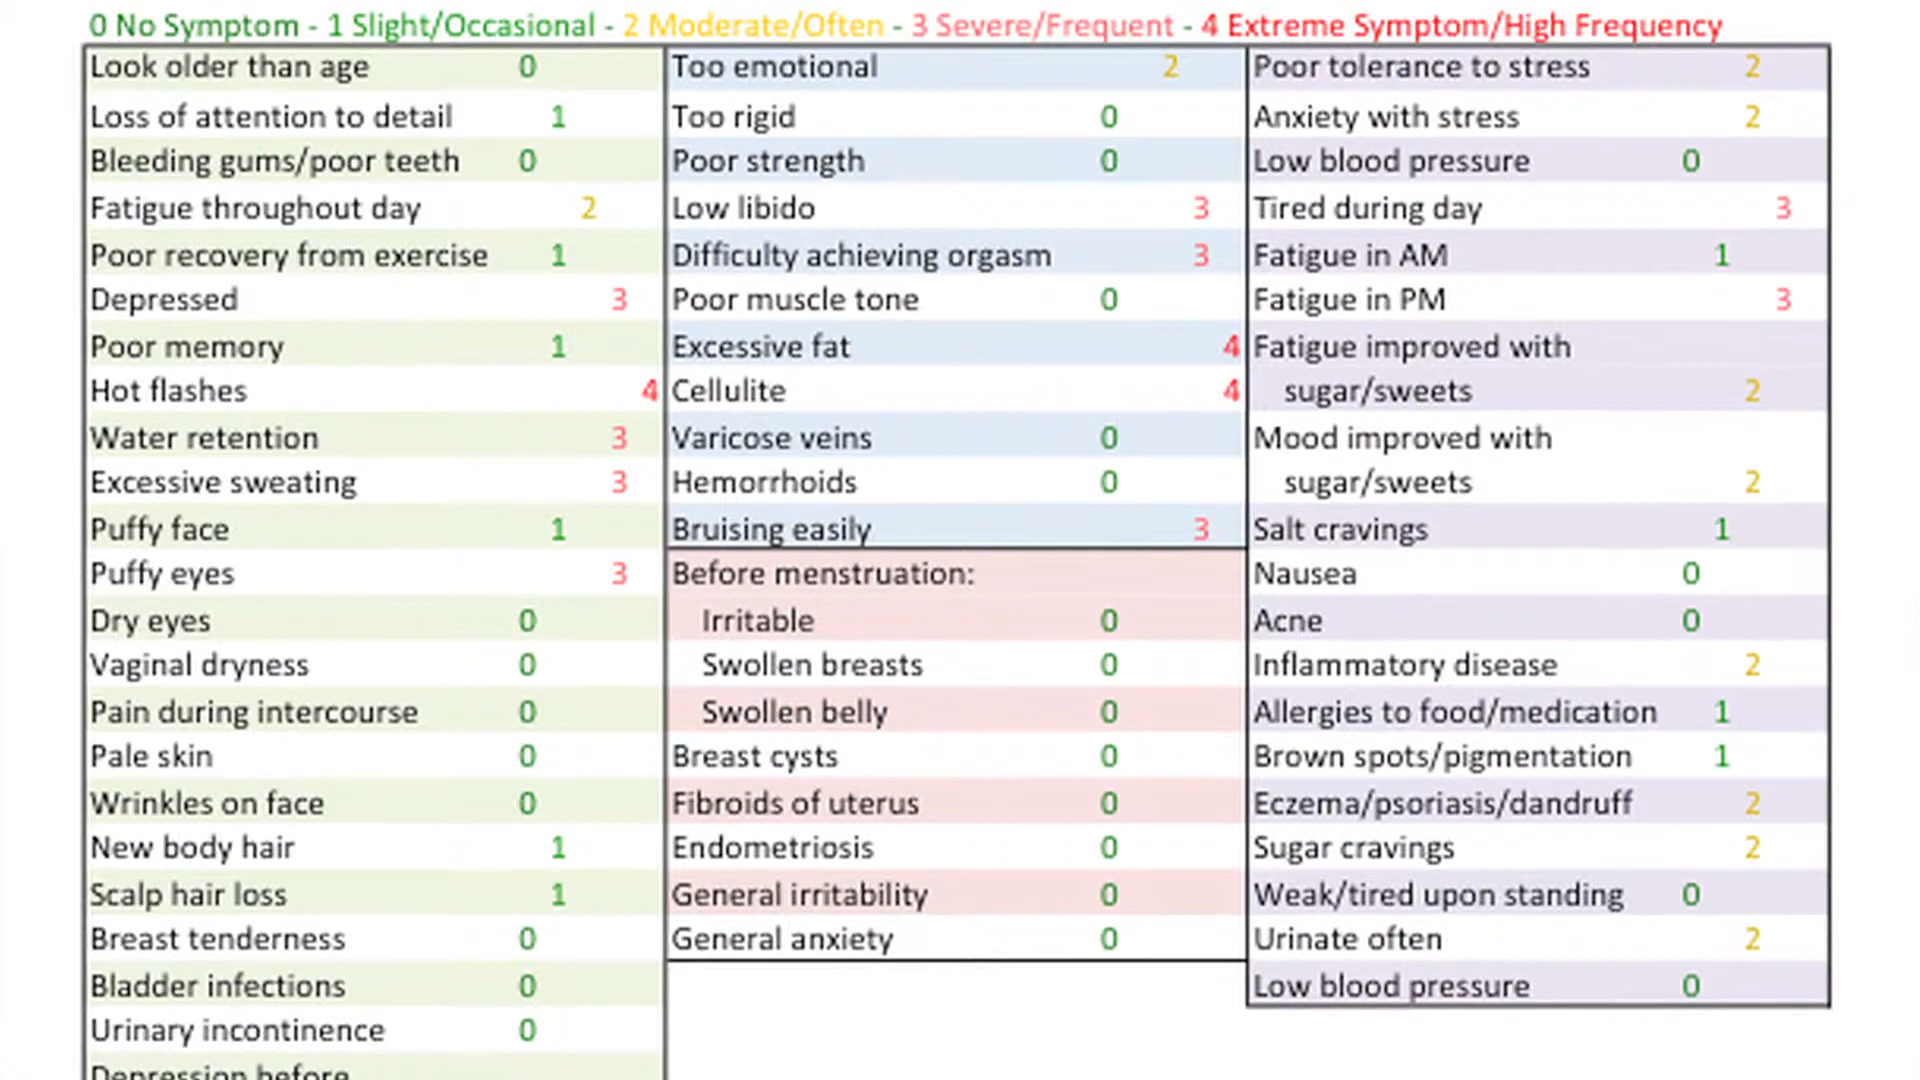 0 No Symptom - 1 Slight/Occasional - 2 Moderate/Often - 3 Severe/Frequent - 4 Extreme Symptom/High Frequency
Look older than age 0
Loss of attention to detail 1
Bleeding gums/poor teeth 0
Fatigue throughout day 2
Poor recovery from exercise 1
Depressed 3
Poor memory 1
Hot flashes 4
Water retention 3
Excessive sweating 3
Puffy face 1
Puffy eyes 3
Dry eyes 0
Vaginal dryness 0
Pain during intercourse 0
Pale skin 0
Wrinkles on face 0
New body hair 1
Scalp hair loss 1
Breast tenderness 0
Bladder infections 0
Urinary incontinence 0
Depression before
Too emotional 2
Too rigid 0
Poor strength 0
Low libido 3
Difficulty achieving orgasm 3
Poor muscle tone 0
Excessive fat 4
Cellulite 4
Varicose veins 0
Hemorrhoids 0
Bruising easily 3
Before menstruation:
Irritable 0
Swollen breasts 0
Swollen belly 0
Breast cysts 0
Fibroids of uterus 0
Endometriosis 0
General irritability 0
General anxiety 0
Poor tolerance to stress 2
Anxiety with stress 2
Low blood pressure 0
Tired during day 3
Fatigue in AM 1
Fatigue in PM 3
Fatigue improved with
sugar/sweets 2
Mood improved with
sugar/sweets 2
Salt cravings 1
Nausea 0
Acne 0
Inflammatory disease 2
Allergies to food/medication 1
Brown spots/pigmentation 1
Eczema/psoriasis/dandruff 2
Sugar cravings 2
Weak/tired upon standing 0
Urinate often 2
Low blood pressure 0